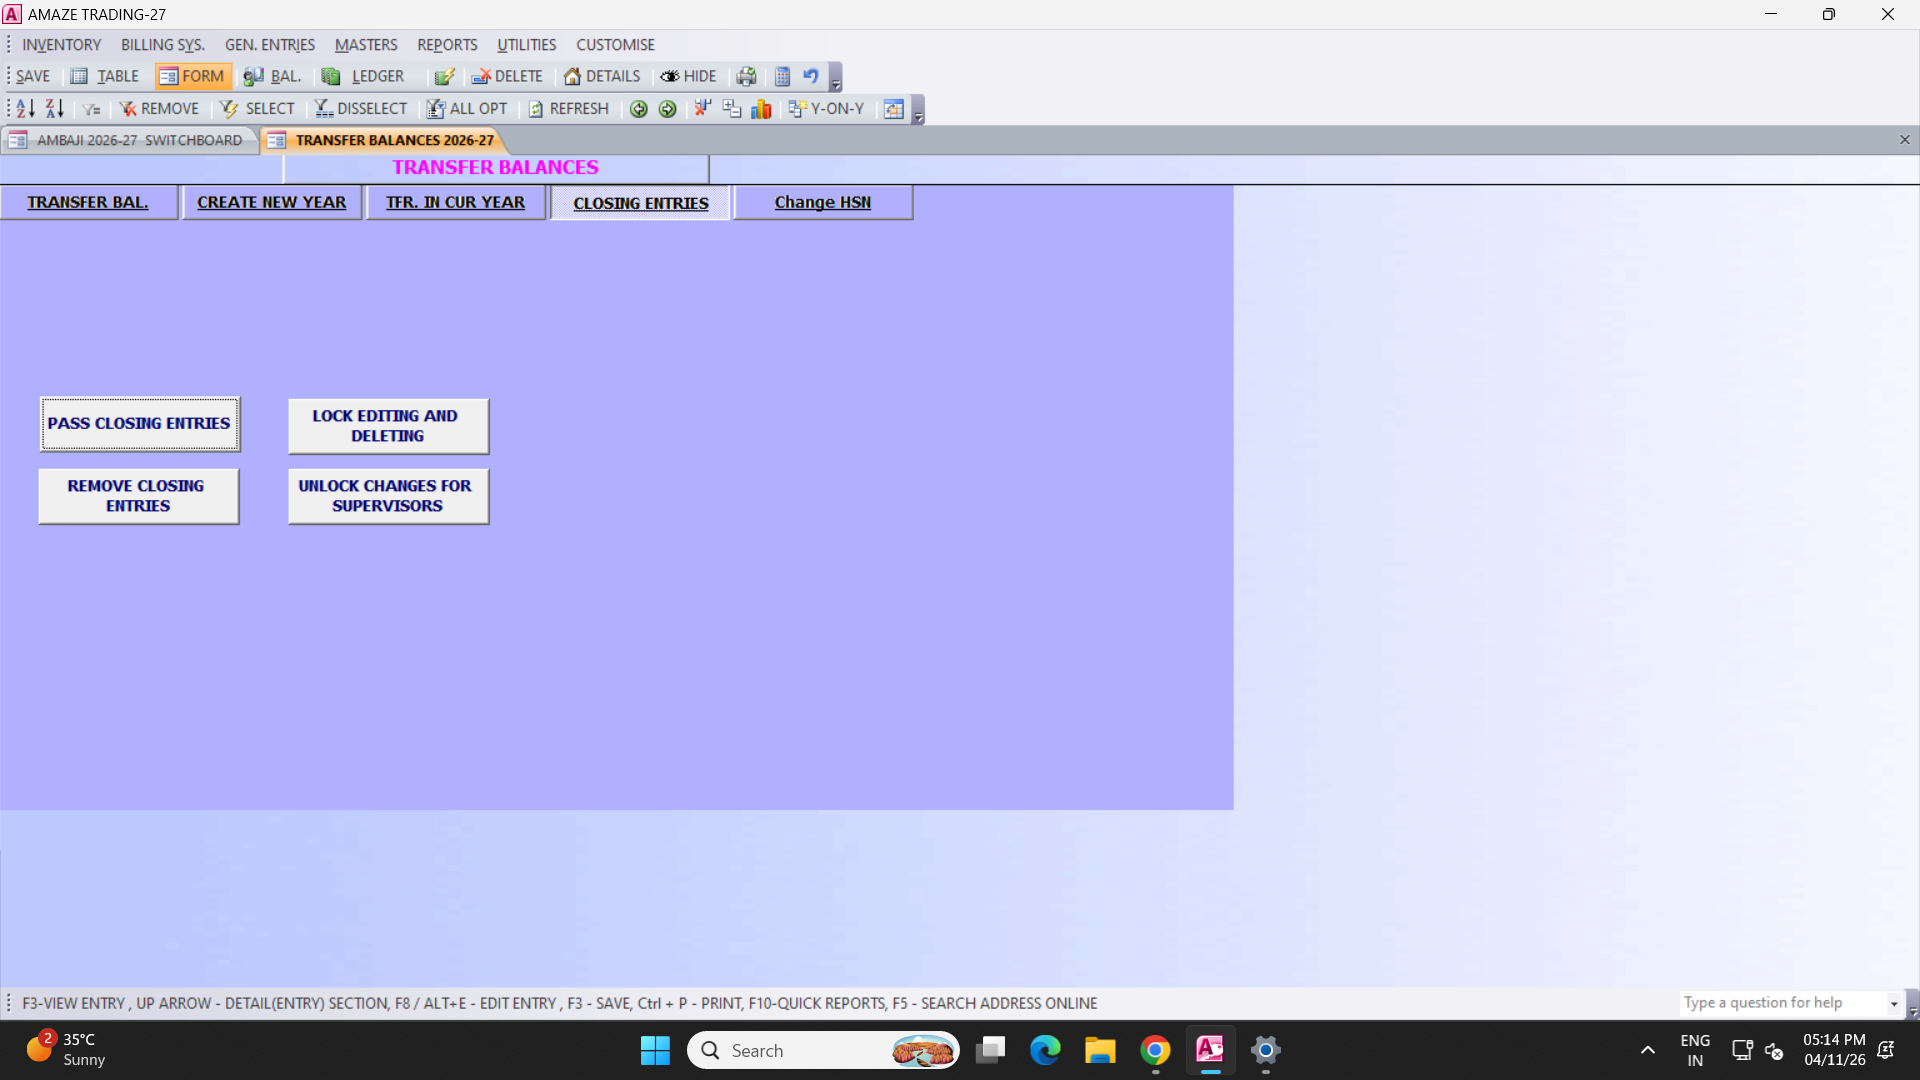 AMAZE TRADING-27
INVENTORY BILLING SYS. GEN. ENTRIES MASTERS REPORTS UTILITIES CUSTOMISE
SAVE TABLE FORM BAL. LEDGER DELETE DETAILS HIDE
REMOVE SELECT DISSELECT ALL OPT REFRESH Y-ON-Y
AMBAJI 2026-27 SWITCHBOARD TRANSFER BALANCES 2026-27
TRANSFER BALANCES
TRANSFER BAL. CREATE NEW YEAR TFR. IN CUR YEAR CLOSING ENTRIES Change HSN
PASS CLOSING ENTRIES
LOCK EDITING AND
DELETING
REMOVE CLOSING
ENTRIES
UNLOCK CHANGES FOR
SUPERVISORS
F3-VIEW ENTRY , UP ARROW - DETAIL(ENTRY) SECTION, F8 / ALT+E - EDIT ENTRY , F3 - SAVE, Ctrl + P - PRINT, F10-QUICK REPORTS, F5 - SEARCH ADDRESS ONLINE
Type a question for help
2
35°C
Sunny
Search
ENG
IN
05:14 PM
04/11/26